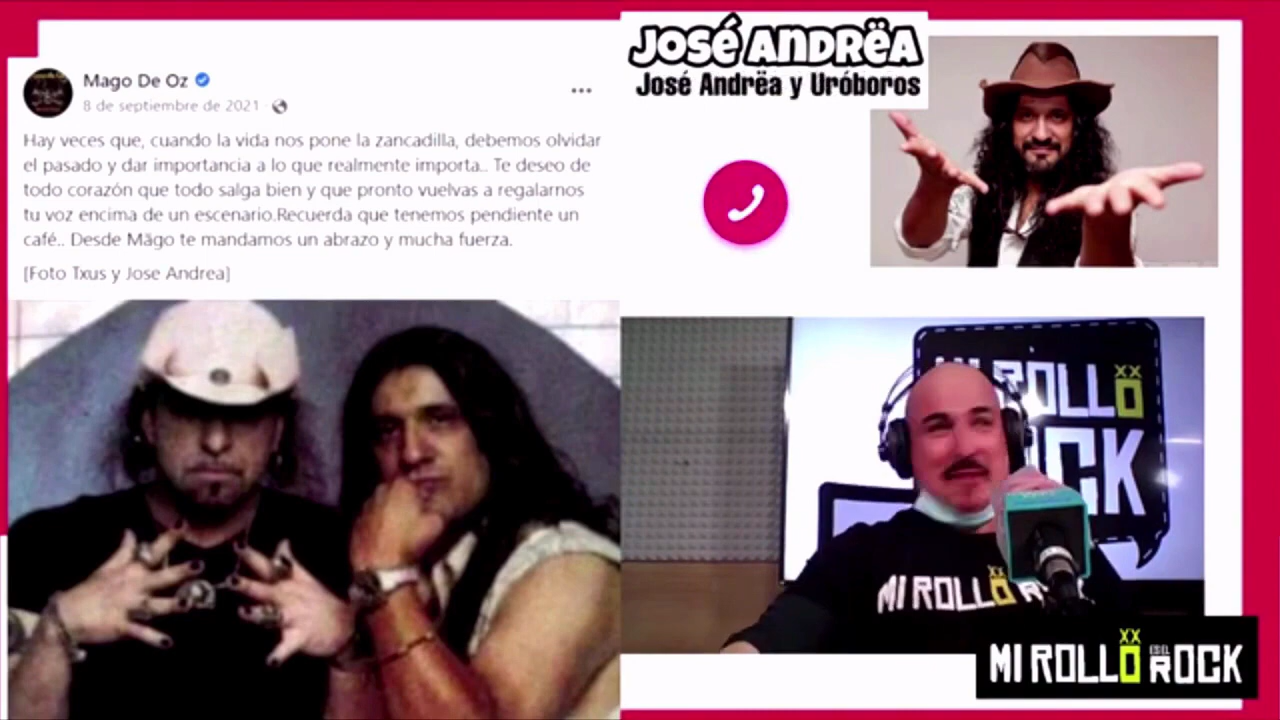 Mago De Oz
8 de septiembre de 2021
Hay veces que, cuando la vida nos pone la zancadilla, debemos olvidar
el pasado y dar importancia a lo que realmente importa.. Te deseo de
todo corazón que todo salga bien y que pronto vuelvas a regalarnos
tu voz encima de un escenario.Recuerda que tenemos pendiente un
café.. Desde Mägo te mandamos un abrazo y mucha fuerza.
[Foto Txus y Jose Andrea]
José Andrëa
José Andrëa y Uróboros
MI ROLLO
ROCK
MI ROLLO
MI ROLLO ES EL ROCK